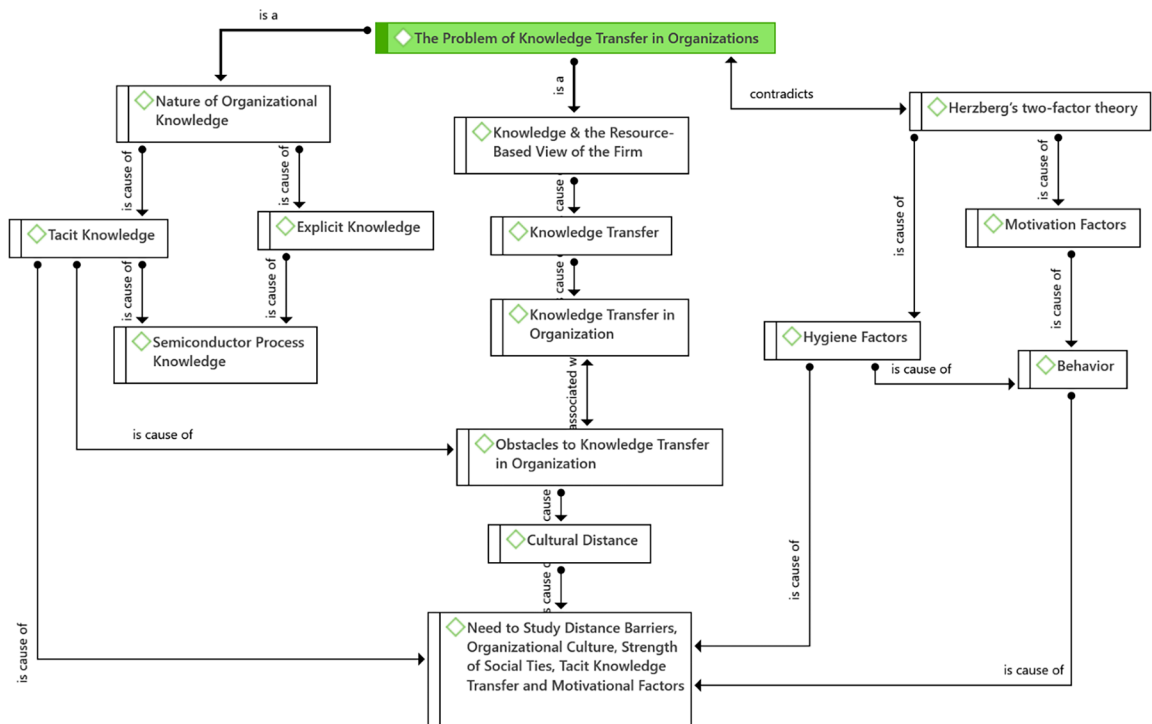 is a
The Problem of Knowledge Transfer in Organizations
is a
contradicts
Nature of Organizational
Knowledge
Knowledge & the Resource-
Based View of the Firm
Herzberg's two-factor theory
is cause of
is cause of
cause
is cause of
is cause of
Tacit Knowledge
Explicit Knowledge
Knowledge Transfer
Motivation Factors
is cause of
is cause of
cause
is cause of
Semiconductor Process
Knowledge
Knowledge Transfer in
Organization
Hygiene Factors
Behavior
is cause of
associated w
is cause of
Obstacles to Knowledge Transfer
in Organization
cause
Cultural Distance
is cause of
cause
is cause of
Need to Study Distance Barriers,
Organizational Culture, Strength
of Social Ties, Tacit Knowledge
Transfer and Motivational Factors
is cause of